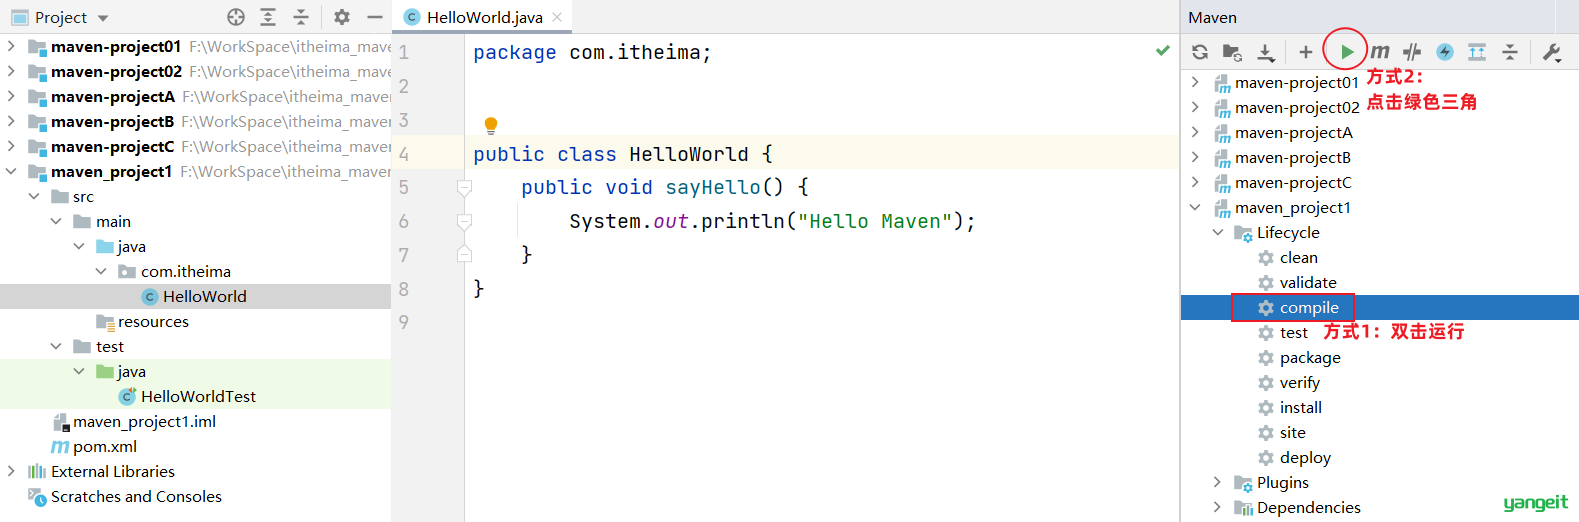 Project
maven-project01 F:\WorkSpace\itheima_mave
maven-project02 F:\WorkSpace\itheima_mave
maven-projectA F:\WorkSpace\itheima_maven
maven-projectB F:\WorkSpace\itheima_maven
maven-projectC F:\WorkSpace\itheima_maven
maven_project1 F:\WorkSpace\itheima_maven
src
main
java
com.itheima
HelloWorld
resources
test
java
HelloWorldTest
maven_project1.iml
pom.xml
External Libraries
Scratches and Consoles
HelloWorld.java
1 package com.itheima;
2
3
4 public class HelloWorld {
5 public void sayHello() {
6 System.out.println("Hello Maven");
7 }
8 }
9
Maven
方式2：
点击绿色三角
maven-project01
maven-project02
maven-projectA
maven-projectB
maven-projectC
maven_project1
Lifecycle
clean
validate
compile
test 方式1：双击运行
package
verify
install
site
deploy
Plugins
Dependencies
yangeit